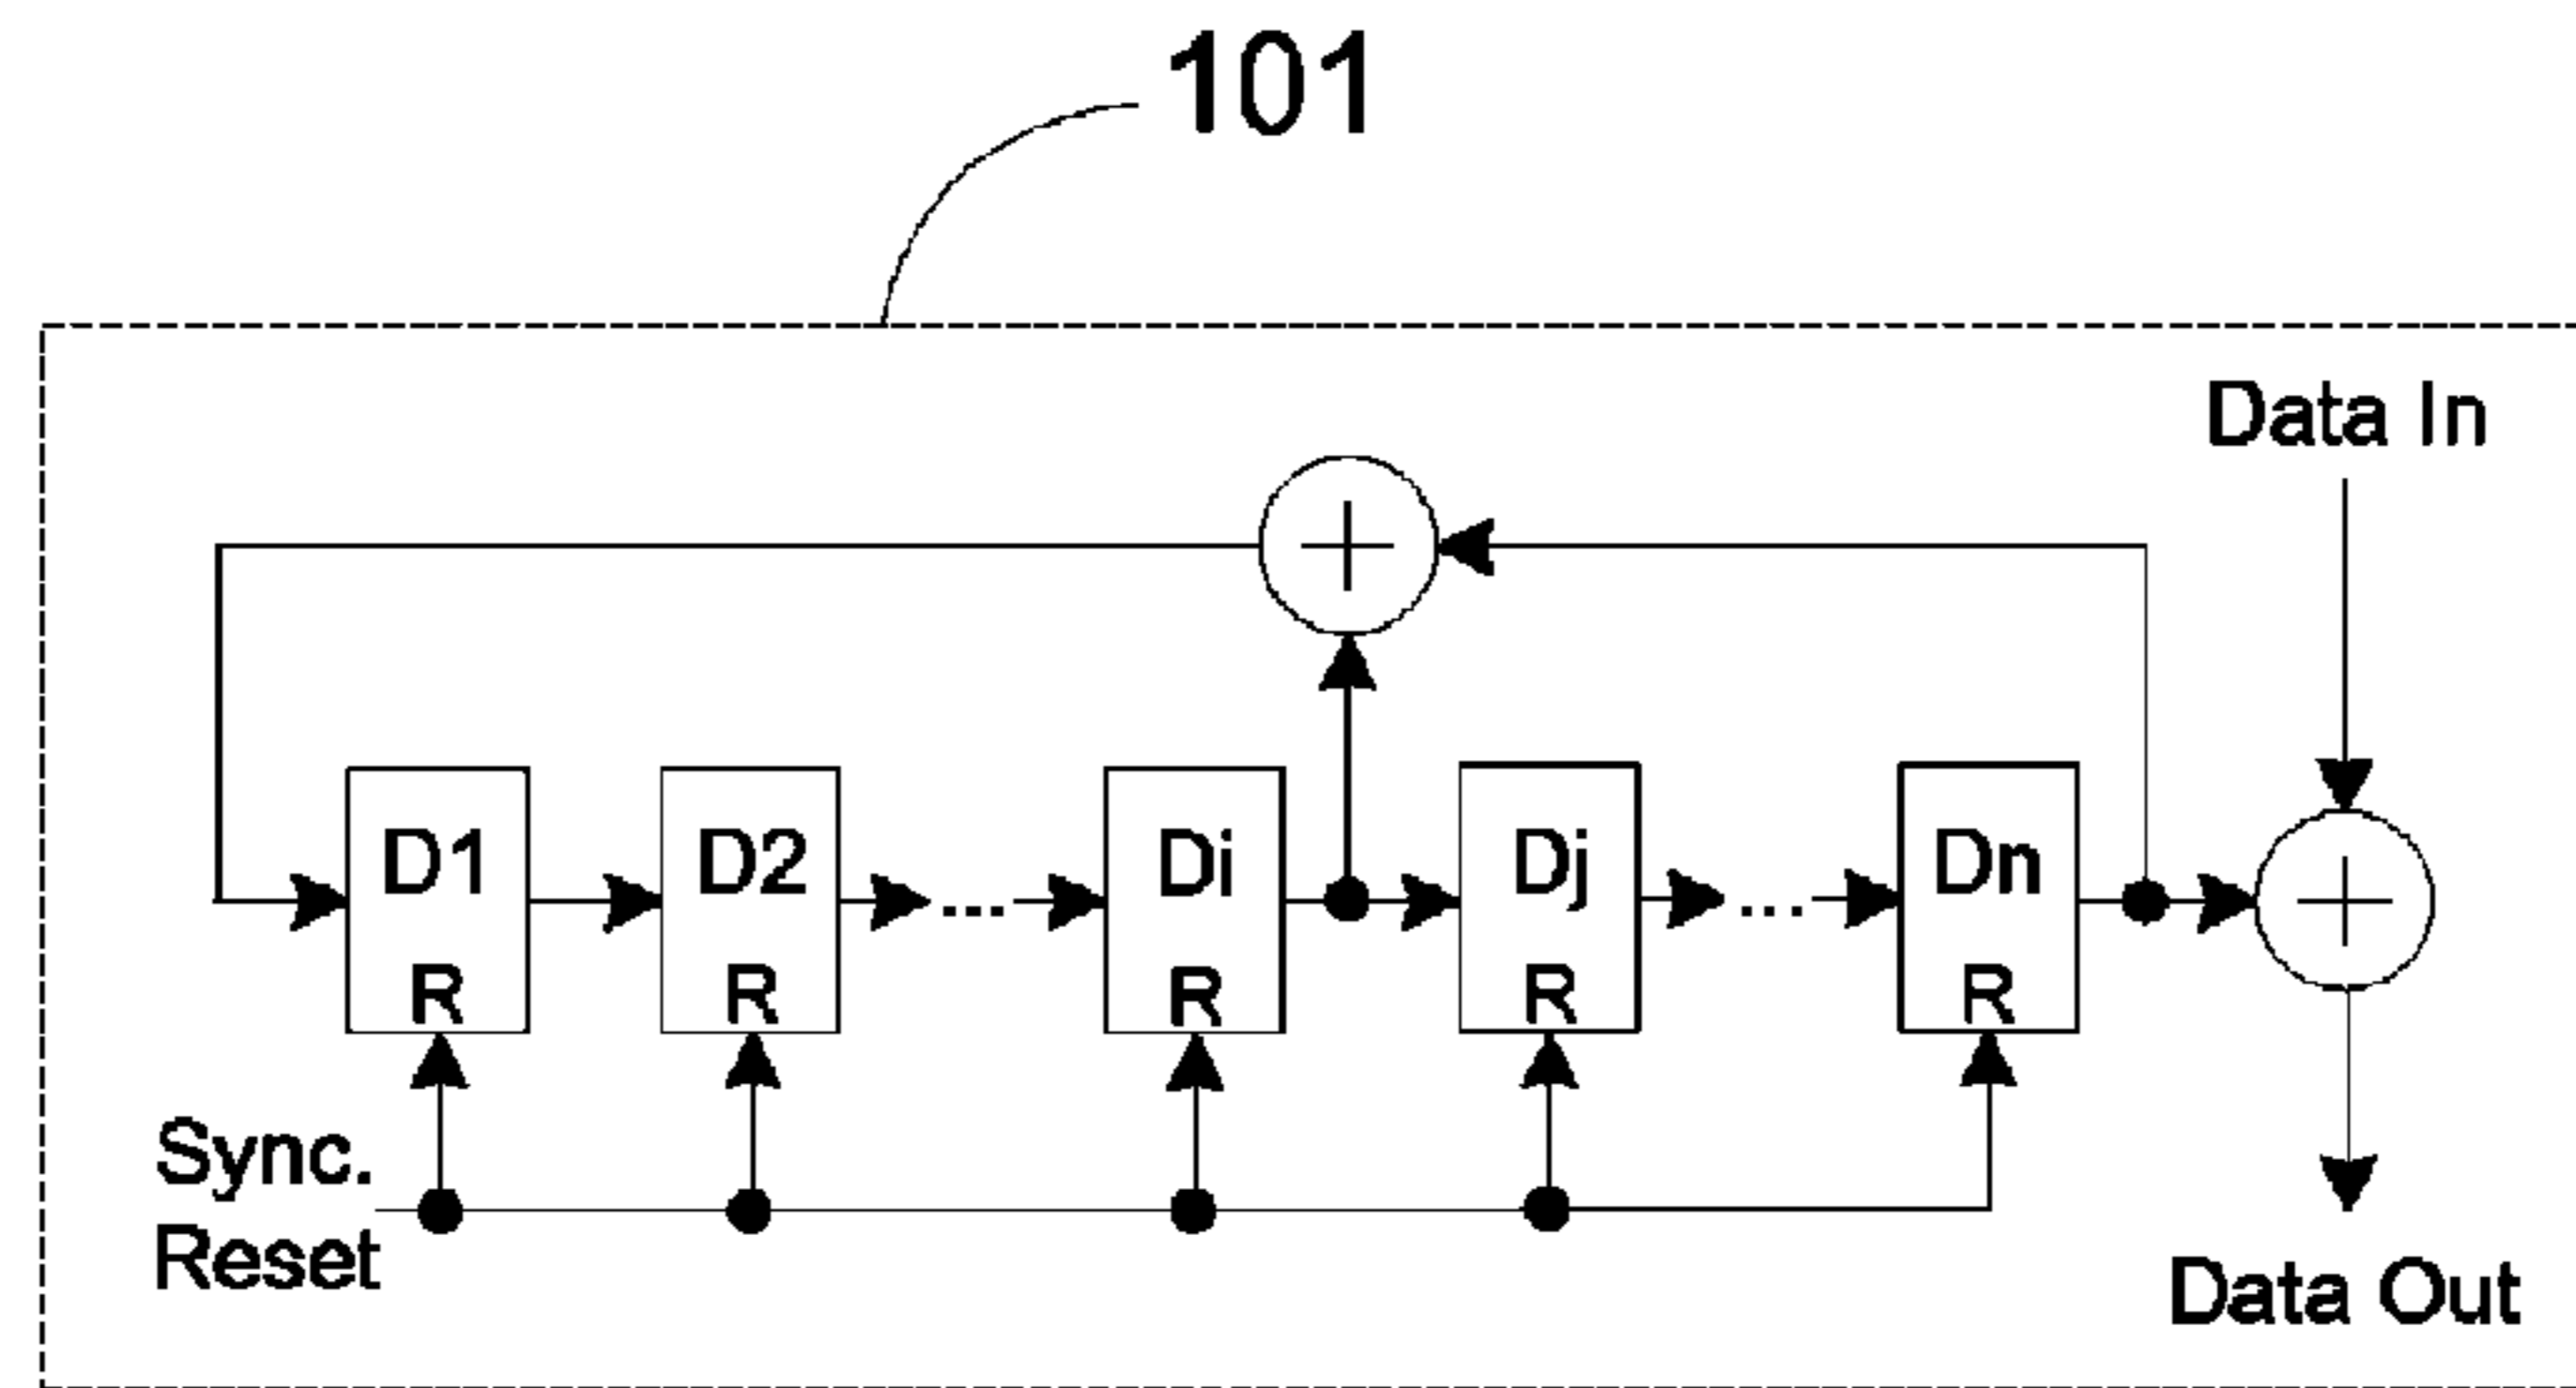 101
Data In
D1
R
D2
R
...
Di
R
Dj
R
...
Dn
R
Sync.
Reset
Data Out